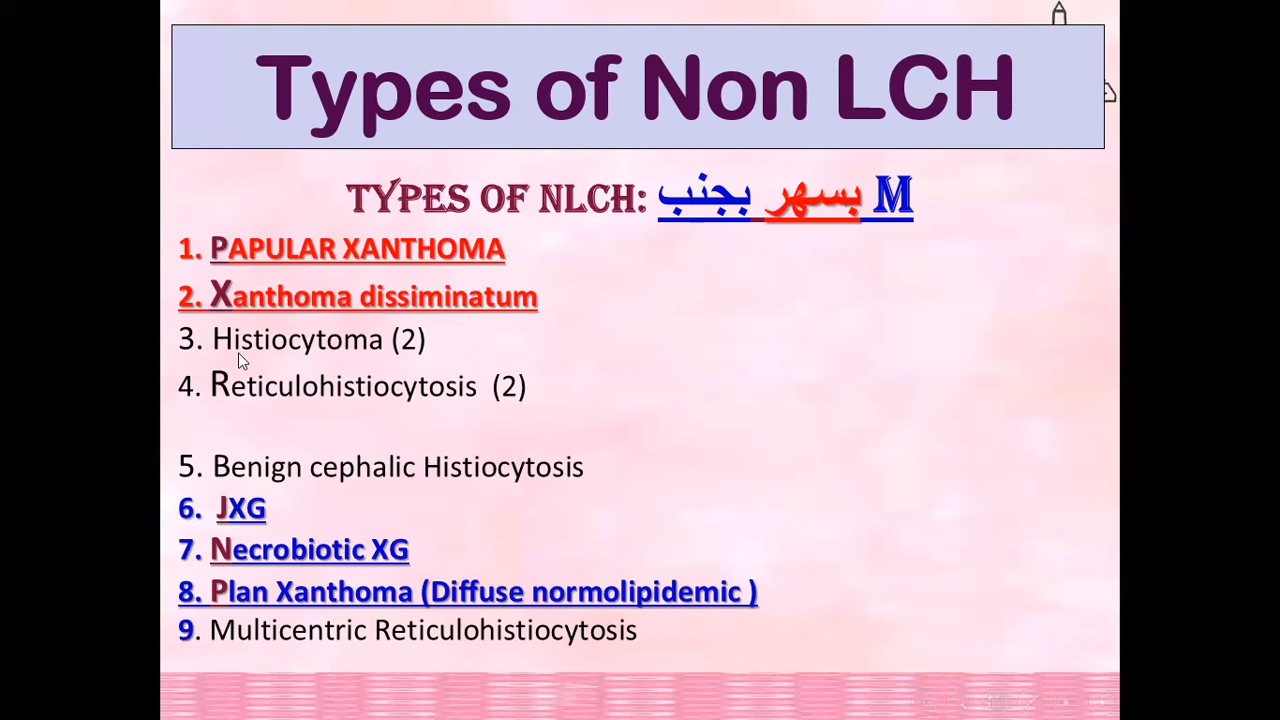 Types of Non LCH
TYPES OF NLCH: بسهر بجنب M
1. PAPULAR XANTHOMA
2. Xanthoma dissiminatum
3. Histiocytoma (2)
4. Reticulohistiocytosis (2)
5. Benign cephalic Histiocytosis
6. JXG
7. Necrobiotic XG
8. Plan Xanthoma (Diffuse normolipidemic )
9. Multicentric Reticulohistiocytosis